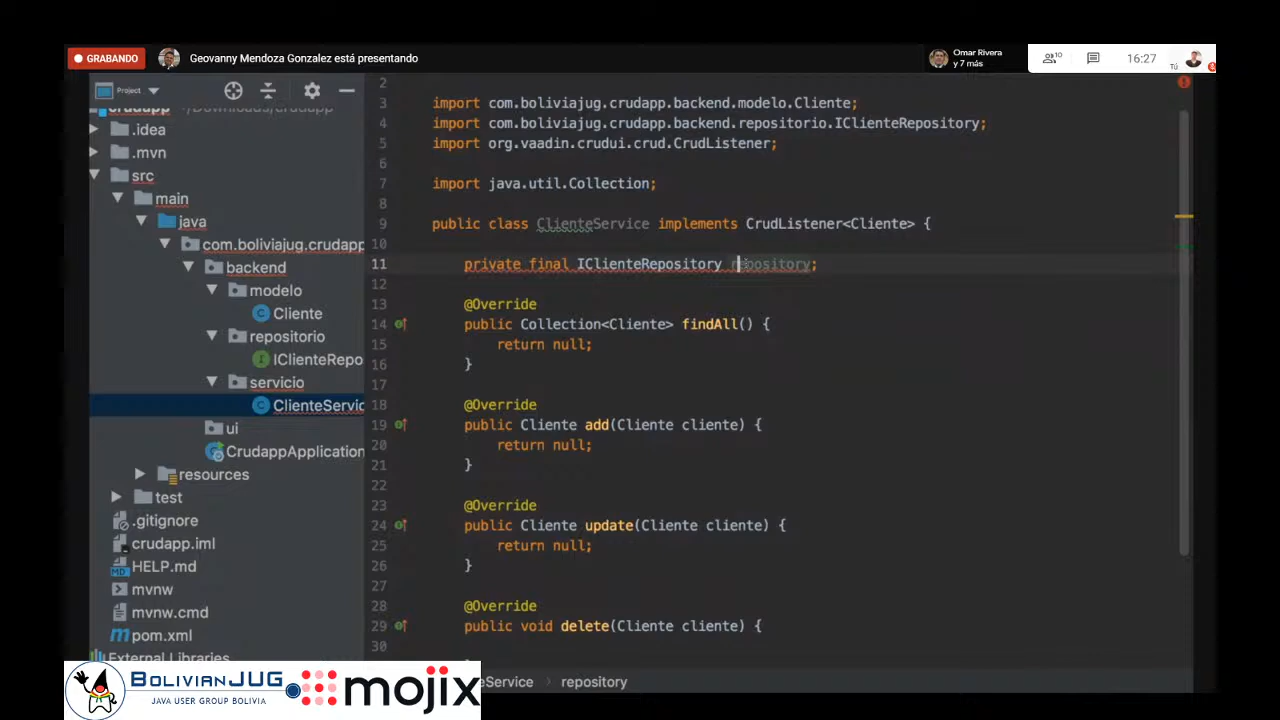 GRABANDO
Geovanny Mendoza Gonzalez está presentando
Omar Rivera
y 7 más
10
16:27
Tú
Project
crudapp ~/Downloads/crudapp
.idea
.mvn
src
main
java
com.boliviajug.crudapp
backend
modelo
Cliente
repositorio
IClienteRepo
servicio
ClienteServic
ui
CrudappApplication
resources
test
.gitignore
crudapp.iml
HELP.md
mvnw
mvnw.cmd
pom.xml
External Libraries
2
3 import com.boliviajug.crudapp.backend.modelo.Cliente;
4 import com.boliviajug.crudapp.backend.repositorio.IClienteRepository;
5 import org.vaadin.crudui.crud.CrudListener;
6
7 import java.util.Collection;
8
9 public class ClienteService implements CrudListener<Cliente> {
10
11 private final IClienteRepository repository;
12
13 @Override
14 public Collection<Cliente> findAll() {
15 return null;
16 }
17
18 @Override
19 public Cliente add(Cliente cliente) {
20 return null;
21 }
22
23 @Override
24 public Cliente update(Cliente cliente) {
25 return null;
26 }
27
28 @Override
29 public void delete(Cliente cliente) {
30
eService › repository
BOLIVIANJUG
JAVA USER GROUP BOLIVIA
mojix